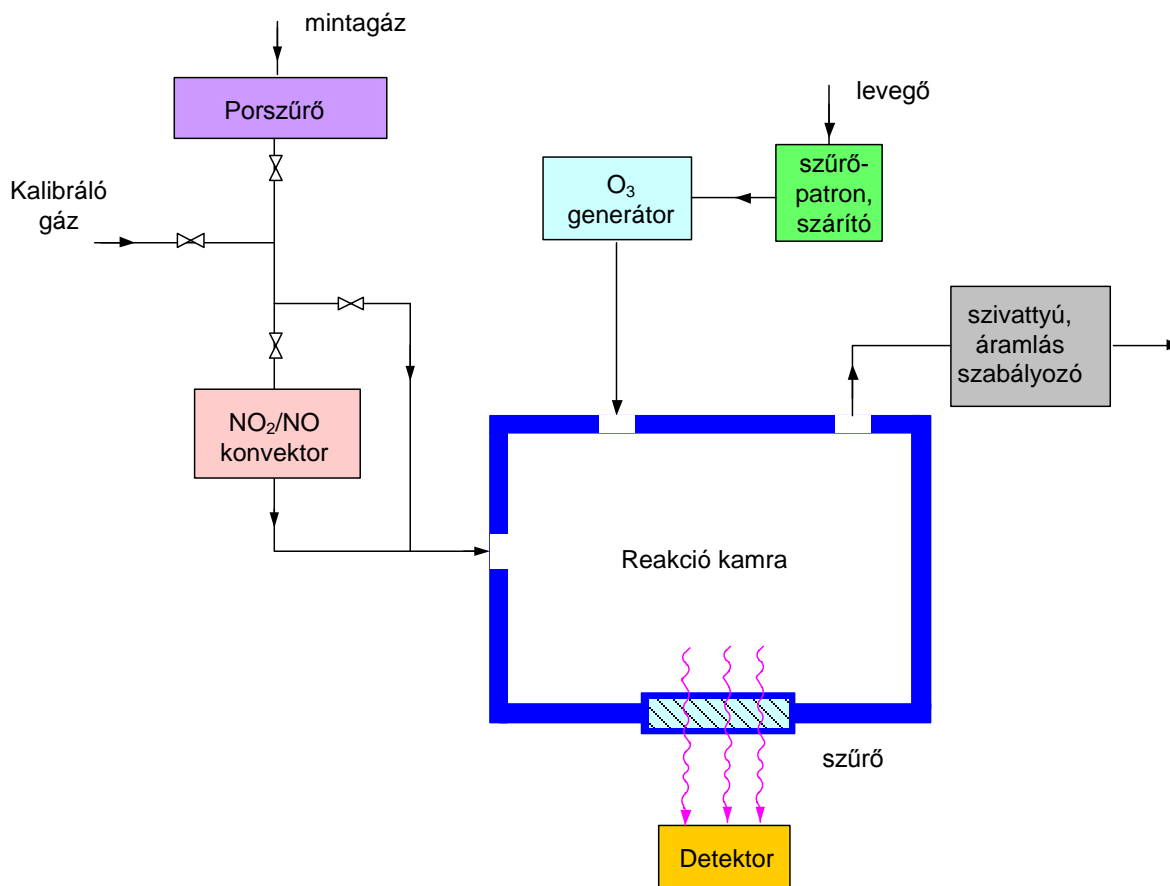 mintagáz
Porszűrő
levegő
szűrő-
patron,
szárító
O₃
generátor
Kalibráló
gáz
szivattyú,
áramlás
szabályozó
NO₂/NO
konvektor
Reakció kamra
szűrő
Detektor